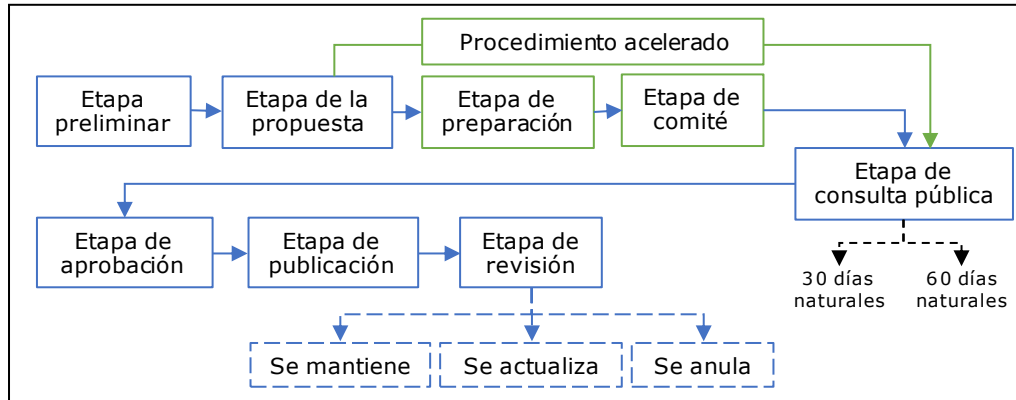 Procedimiento acelerado
Etapa
preliminar
Etapa de la
propuesta
Etapa de
preparación
Etapa de
comité
Etapa de
consulta pública
Etapa de
aprobación
Etapa de
publicación
Etapa de
revisión
30 días
naturales
60 días
naturales
Se mantiene
Se actualiza
Se anula